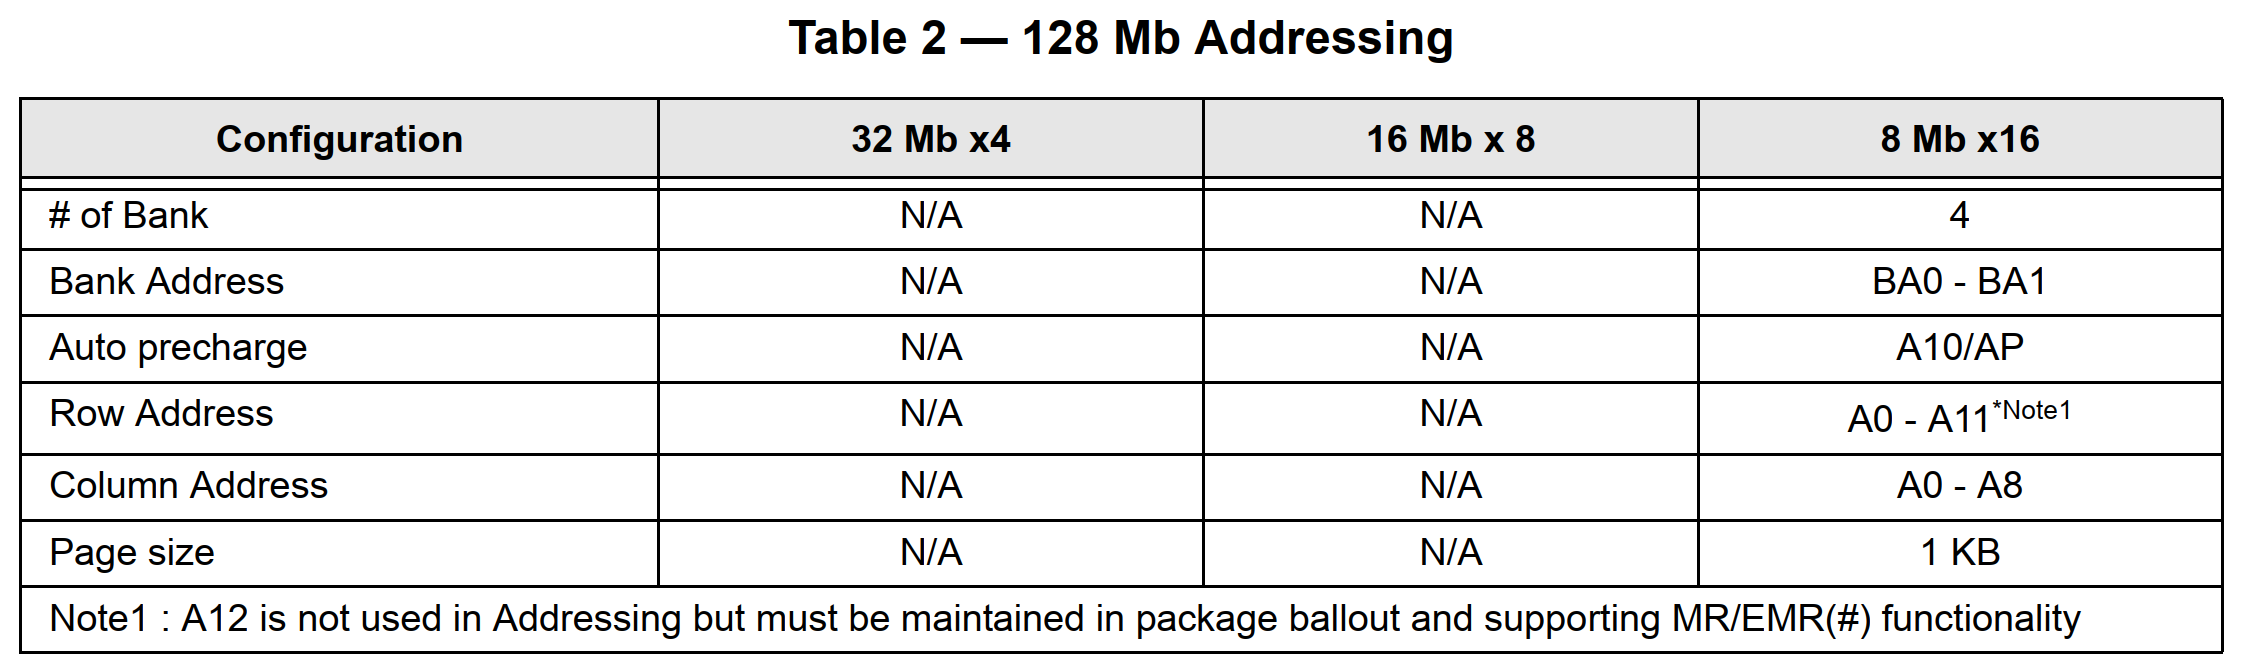 Table 2 — 128 Mb Addressing
Configuration 32 Mb x4 16 Mb x 8 8 Mb x16
# of Bank N/A N/A 4
Bank Address N/A N/A BA0 - BA1
Auto precharge N/A N/A A10/AP
Row Address N/A N/A A0 - A11*Note1
Column Address N/A N/A A0 - A8
Page size N/A N/A 1 KB
Note1 : A12 is not used in Addressing but must be maintained in package ballout and supporting MR/EMR(#) functionality